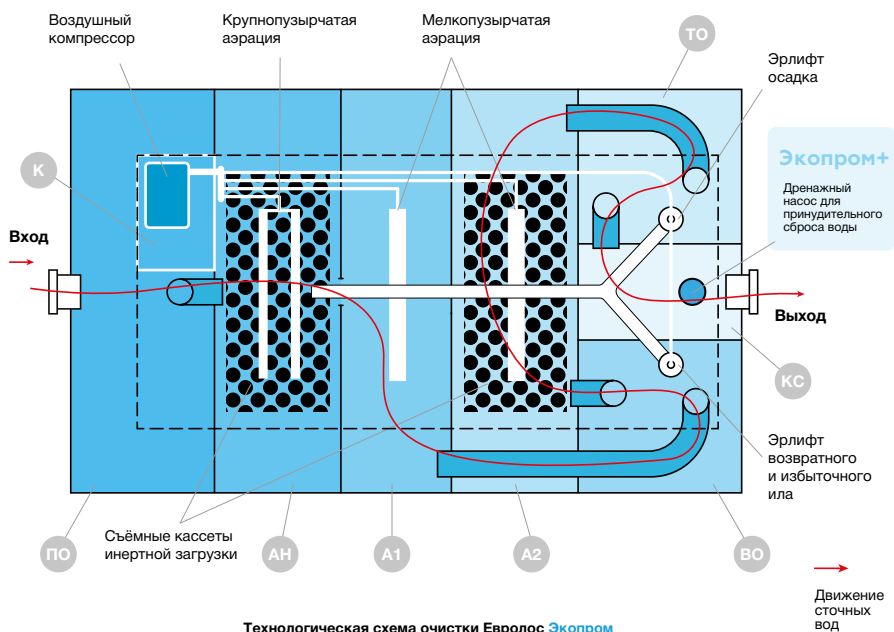 Воздушный
компрессор
Крупнопузырчатая
аэрация
Мелкопузырчатая
аэрация
ТО
Эрлифт
осадка
Экопром+
Дренажный
насос для
принудительного
сброса воды
К
Вход
Выход
КС
Эрлифт
возвратного
и избыточного
ила
Съёмные кассеты
инертной загрузки
ПО
АН
А1
А2
ВО
Движение
сточных
вод
Технологическая схема очистки Евролос Экопром